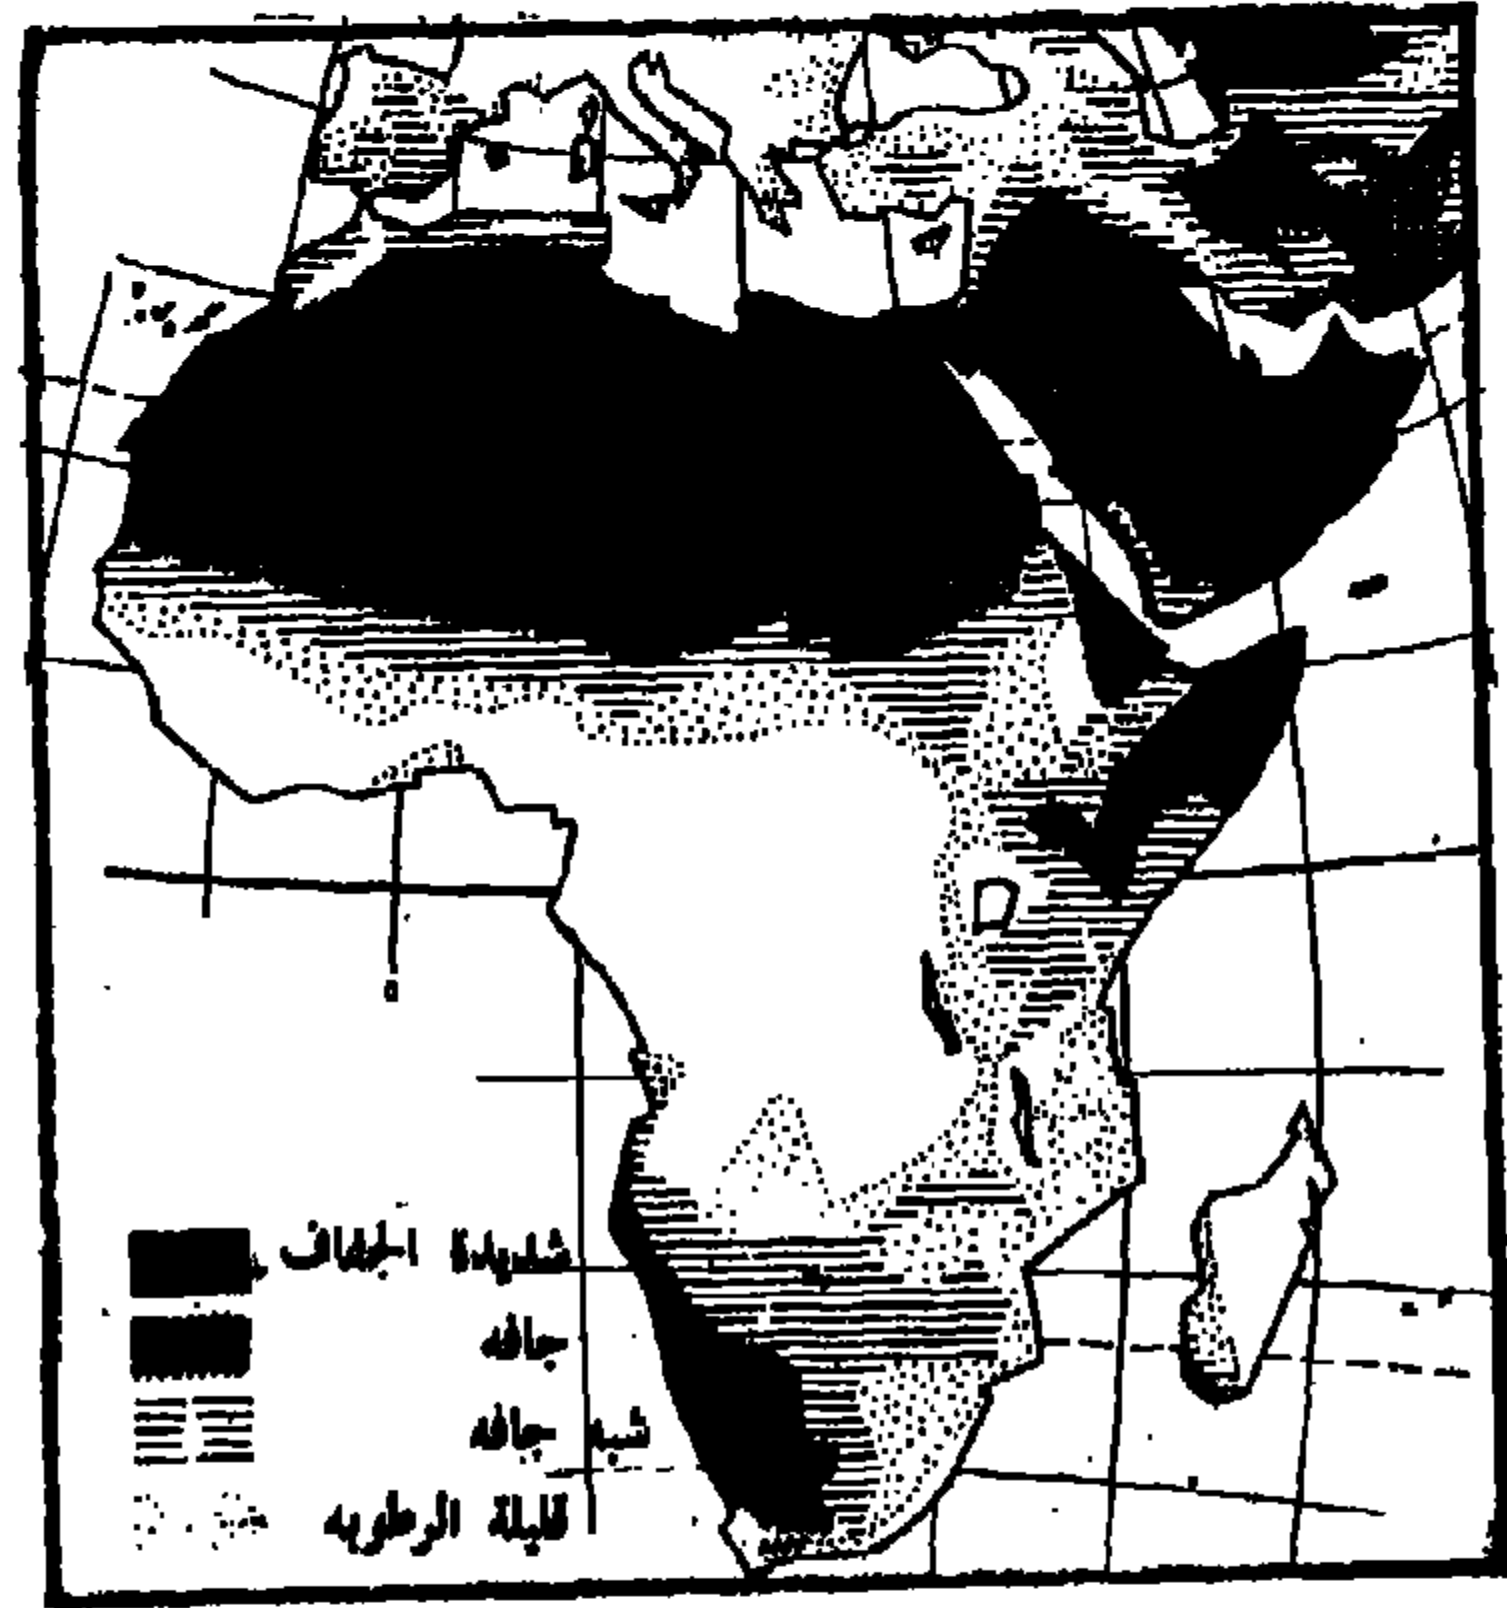 شديدة الجفاف
جافه
شبه جافه
قليلة الرطوبه